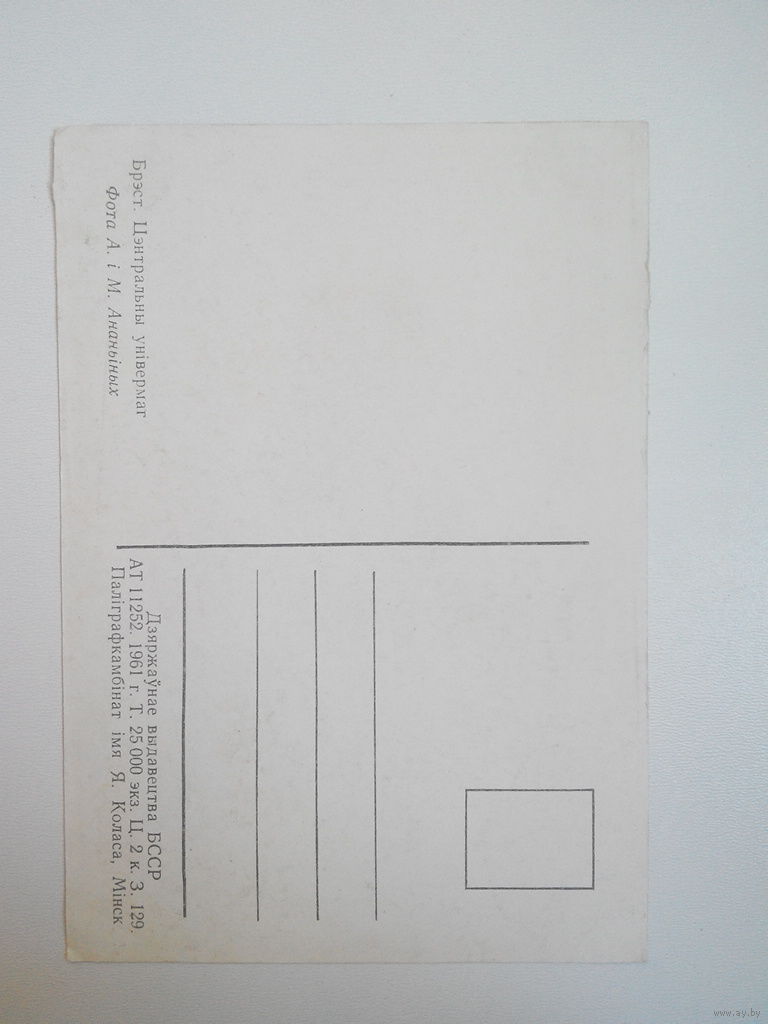 Брэст. Цэнтральны універмаг
Фота А. і М. Ананьіных
Дзяржаўнае выдавецтва БССР
АТ 11252. 1961 г. Т. 25 000 экз. Ц. 2 к. З. 129.
Паліграфкамбінат імя Я. Коласа, Мінск
www.ay.by